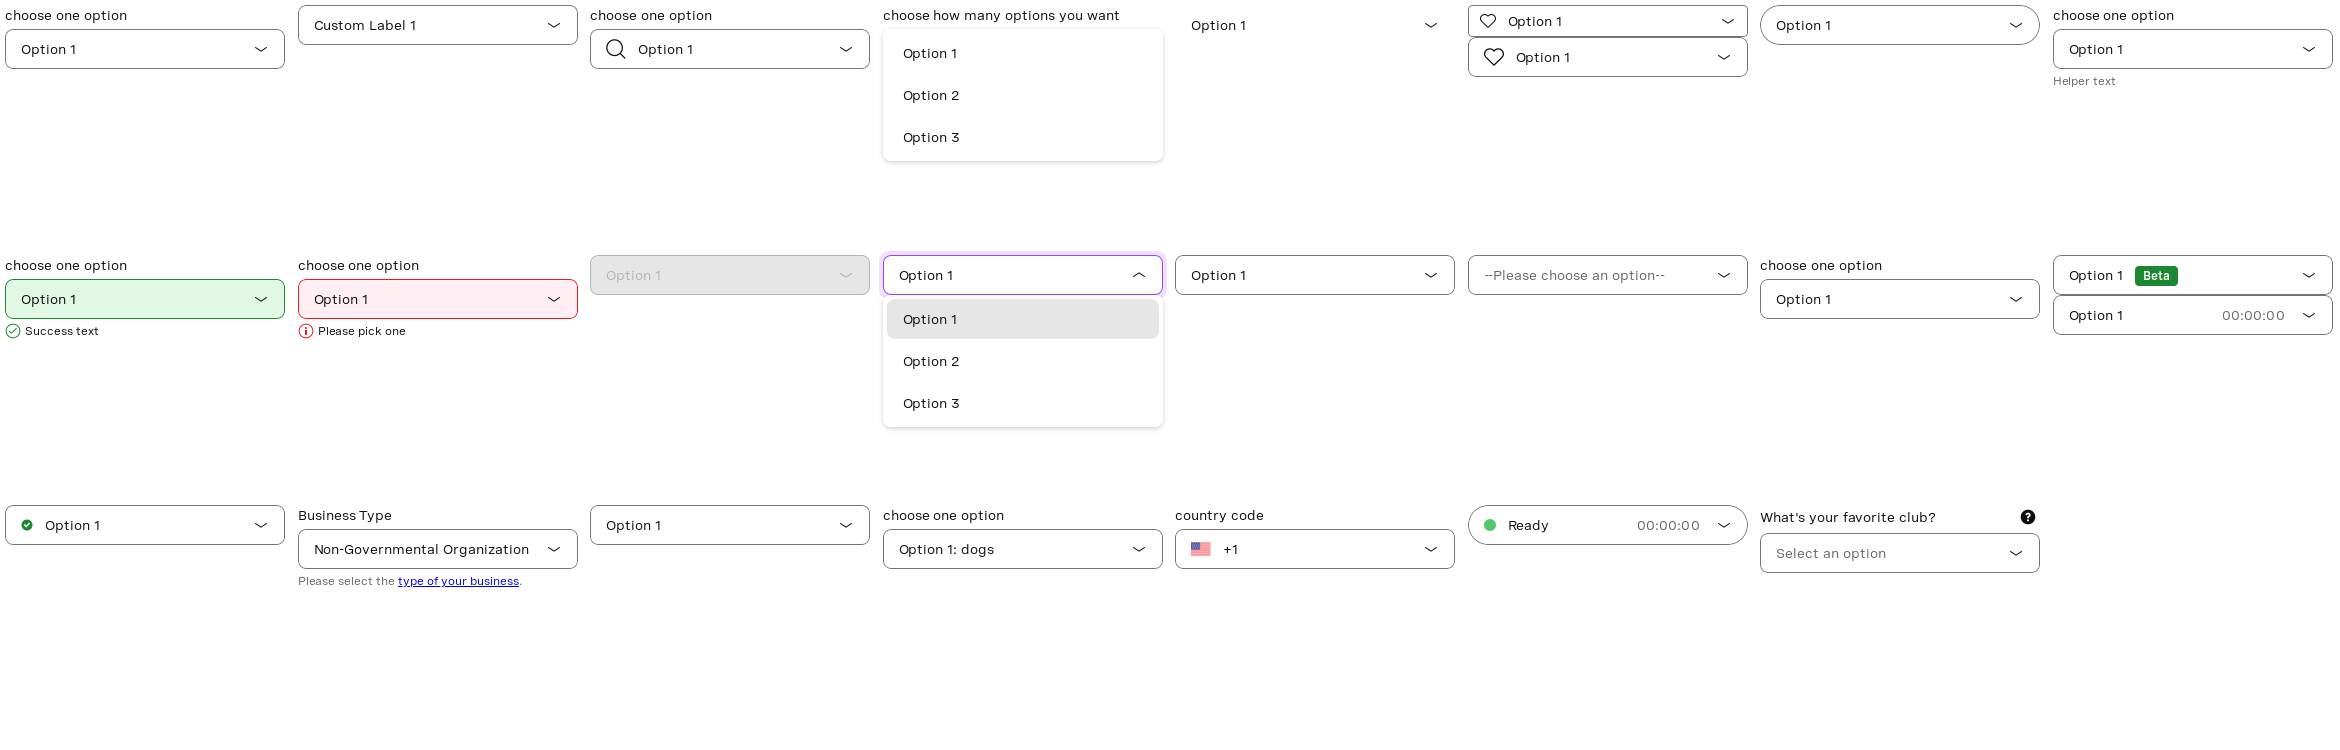 choose one option
Option 1
Custom Label 1
choose one option
Option 1
choose how many options you want
Option 1
Option 2
Option 3
Option 1
Option 1
Option 1
Option 1
choose one option
Option 1
Helper text
choose one option
Option 1
Success text
choose one option
Option 1
Please pick one
Option 1
Option 1
Option 1
Option 2
Option 3
Option 1
--Please choose an option--
choose one option
Option 1
Option 1 Beta
Option 1 00:00:00
Option 1
Business Type
Non-Governmental Organization
Please select the type of your business.
Option 1
choose one option
Option 1: dogs
country code
+1
Ready 00:00:00
What's your favorite club?
Select an option